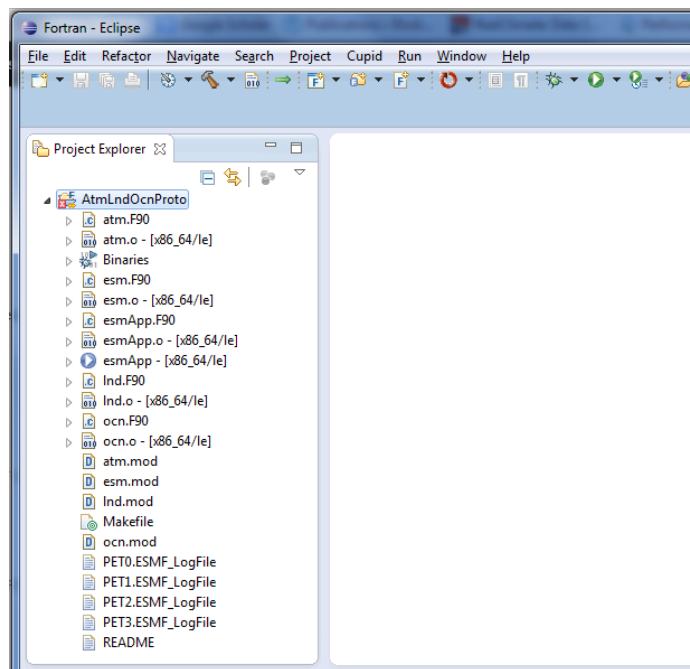 Fortran - Eclipse
File Edit Refactor Navigate Search Project Cupid Run Window Help
Project Explorer
AtmLndOcnProto
atm.F90
atm.o - [x86_64/le]
Binaries
esm.F90
esm.o - [x86_64/le]
esmApp.F90
esmApp.o - [x86_64/le]
esmApp - [x86_64/le]
lnd.F90
lnd.o - [x86_64/le]
ocn.F90
ocn.o - [x86_64/le]
atm.mod
esm.mod
lnd.mod
Makefile
ocn.mod
PET0.ESMF_LogFile
PET1.ESMF_LogFile
PET2.ESMF_LogFile
PET3.ESMF_LogFile
README